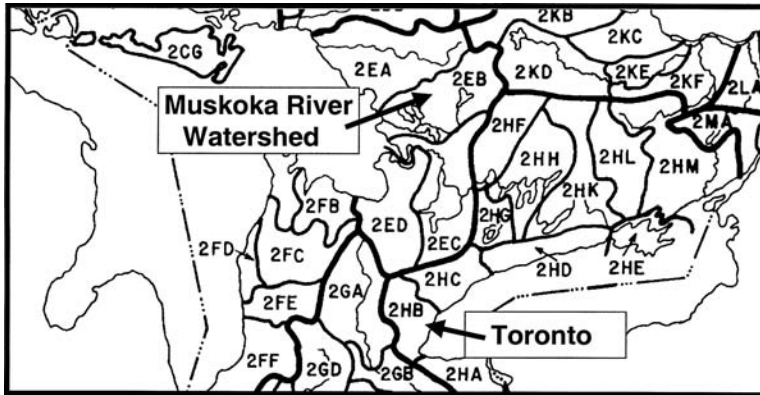 2KB
2CG
2KC
2EA
2EB
2KD
2KE
2KF
2LA
Muskoka River
Watershed
2HF
2MA
2HH
2HL
2HM
2HK
2FB
2HG
2ED
2EC
2FD
2FC
2HD
2HE
2HC
2GA
2FE
2HB
Toronto
2FF
2GD
2GB
2HA